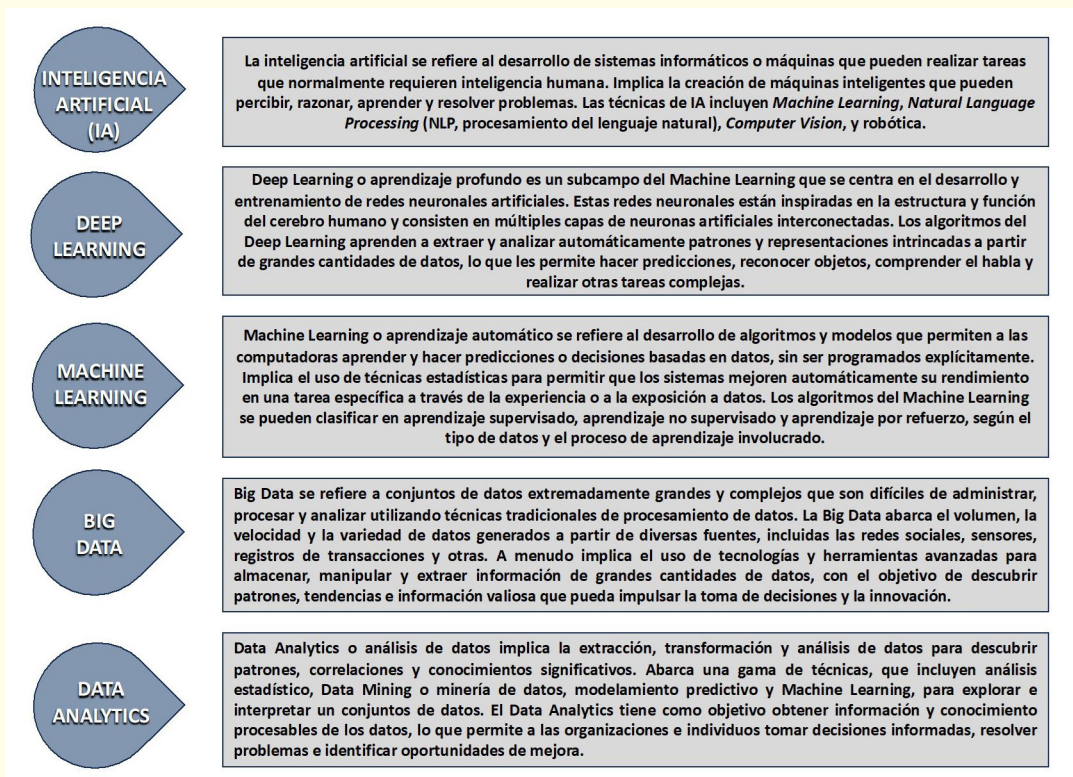 INTELIGENCIA
ARTIFICIAL
(IA)
La inteligencia artificial se refiere al desarrollo de sistemas informáticos o máquinas que pueden realizar tareas
que normalmente requieren inteligencia humana. Implica la creación de máquinas inteligentes que pueden
percibir, razonar, aprender y resolver problemas. Las técnicas de IA incluyen Machine Learning, Natural Language
Processing (NLP, procesamiento del lenguaje natural), Computer Vision, y robótica.
DEEP
LEARNING
Deep Learning o aprendizaje profundo es un subcampo del Machine Learning que se centra en el desarrollo y
entrenamiento de redes neuronales artificiales. Estas redes neuronales están inspiradas en la estructura y función
del cerebro humano y consisten en múltiples capas de neuronas artificiales interconectadas. Los algoritmos del
Deep Learning aprenden a extraer y analizar automáticamente patrones y representaciones intrincadas a partir
de grandes cantidades de datos, lo que les permite hacer predicciones, reconocer objetos, comprender el habla y
realizar otras tareas complejas.
MACHINE
LEARNING
Machine Learning o aprendizaje automático se refiere al desarrollo de algoritmos y modelos que permiten a las
computadoras aprender y hacer predicciones o decisiones basadas en datos, sin ser programados explícitamente.
Implica el uso de técnicas estadísticas para permitir que los sistemas mejoren automáticamente su rendimiento
en una tarea específica a través de la experiencia o a la exposición a datos. Los algoritmos del Machine Learning
se pueden clasificar en aprendizaje supervisado, aprendizaje no supervisado y aprendizaje por refuerzo, según el
tipo de datos y el proceso de aprendizaje involucrado.
BIG
DATA
Big Data se refiere a conjuntos de datos extremadamente grandes y complejos que son difíciles de administrar,
procesar y analizar utilizando técnicas tradicionales de procesamiento de datos. La Big Data abarca el volumen, la
velocidad y la variedad de datos generados a partir de diversas fuentes, incluidas las redes sociales, sensores,
registros de transacciones y otras. A menudo implica el uso de tecnologías y herramientas avanzadas para
almacenar, manipular y extraer información de grandes cantidades de datos, con el objetivo de descubrir
patrones, tendencias e información valiosa que pueda impulsar la toma de decisiones y la innovación.
DATA
ANALYTICS
Data Analytics o análisis de datos implica la extracción, transformación y análisis de datos para descubrir
patrones, correlaciones y conocimientos significativos. Abarca una gama de técnicas, que incluyen análisis
estadístico, Data Mining o minería de datos, modelamiento predictivo y Machine Learning, para explorar e
interpretar un conjuntos de datos. El Data Analytics tiene como objetivo obtener información y conocimiento
procesables de los datos, lo que permite a las organizaciones e individuos tomar decisiones informadas, resolver
problemas e identificar oportunidades de mejora.